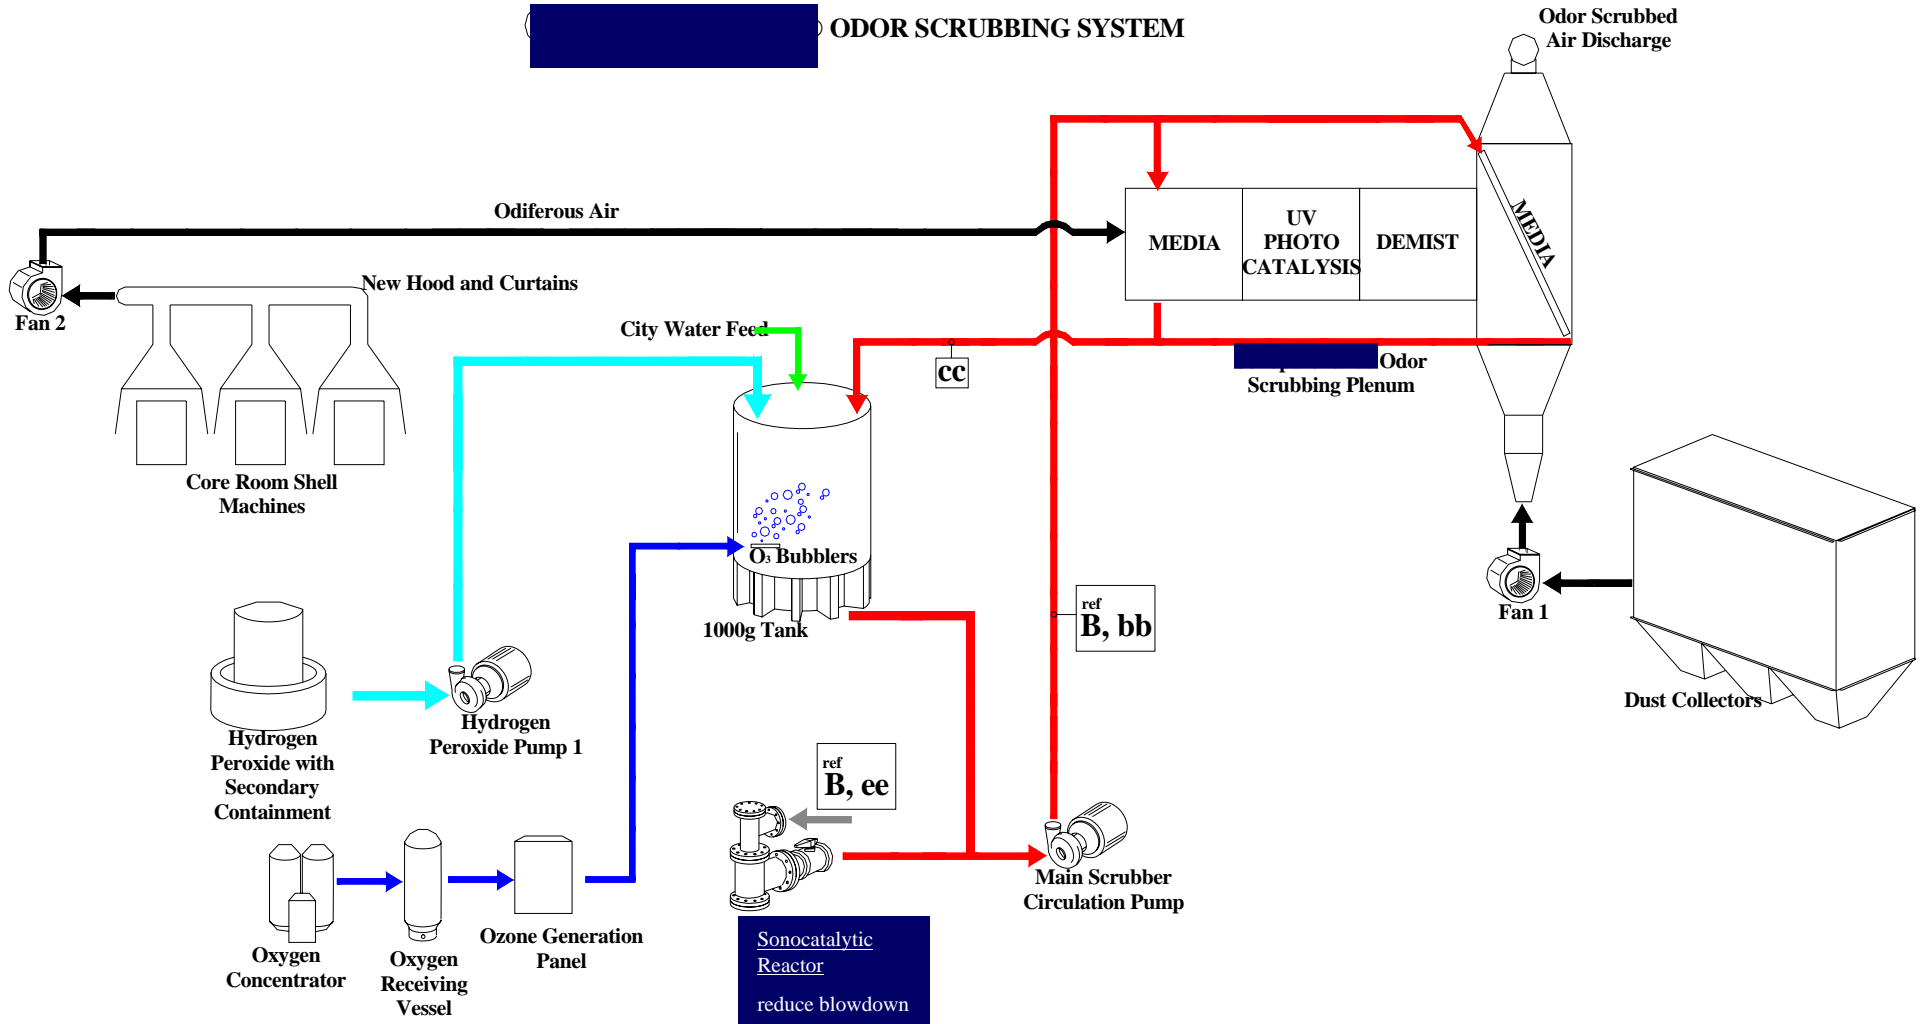 ODOR SCRUBBING SYSTEM
Odor Scrubbed
Air Discharge
Odiferous Air
MEDIA
UV
PHOTO
CATALYSIS
DEMIST
MEDIA
New Hood and Curtains
Fan 2
City Water Feed
cc
Odor
Scrubbing Plenum
Core Room Shell
Machines
O₃ Bubblers
1000g Tank
ref
B, bb
Fan 1
Dust Collectors
Hydrogen
Peroxide Pump 1
Hydrogen
Peroxide with
Secondary
Containment
ref
B, ee
Main Scrubber
Circulation Pump
Oxygen
Concentrator
Oxygen
Receiving
Vessel
Ozone Generation
Panel
Sonocatalytic
Reactor
reduce blowdown